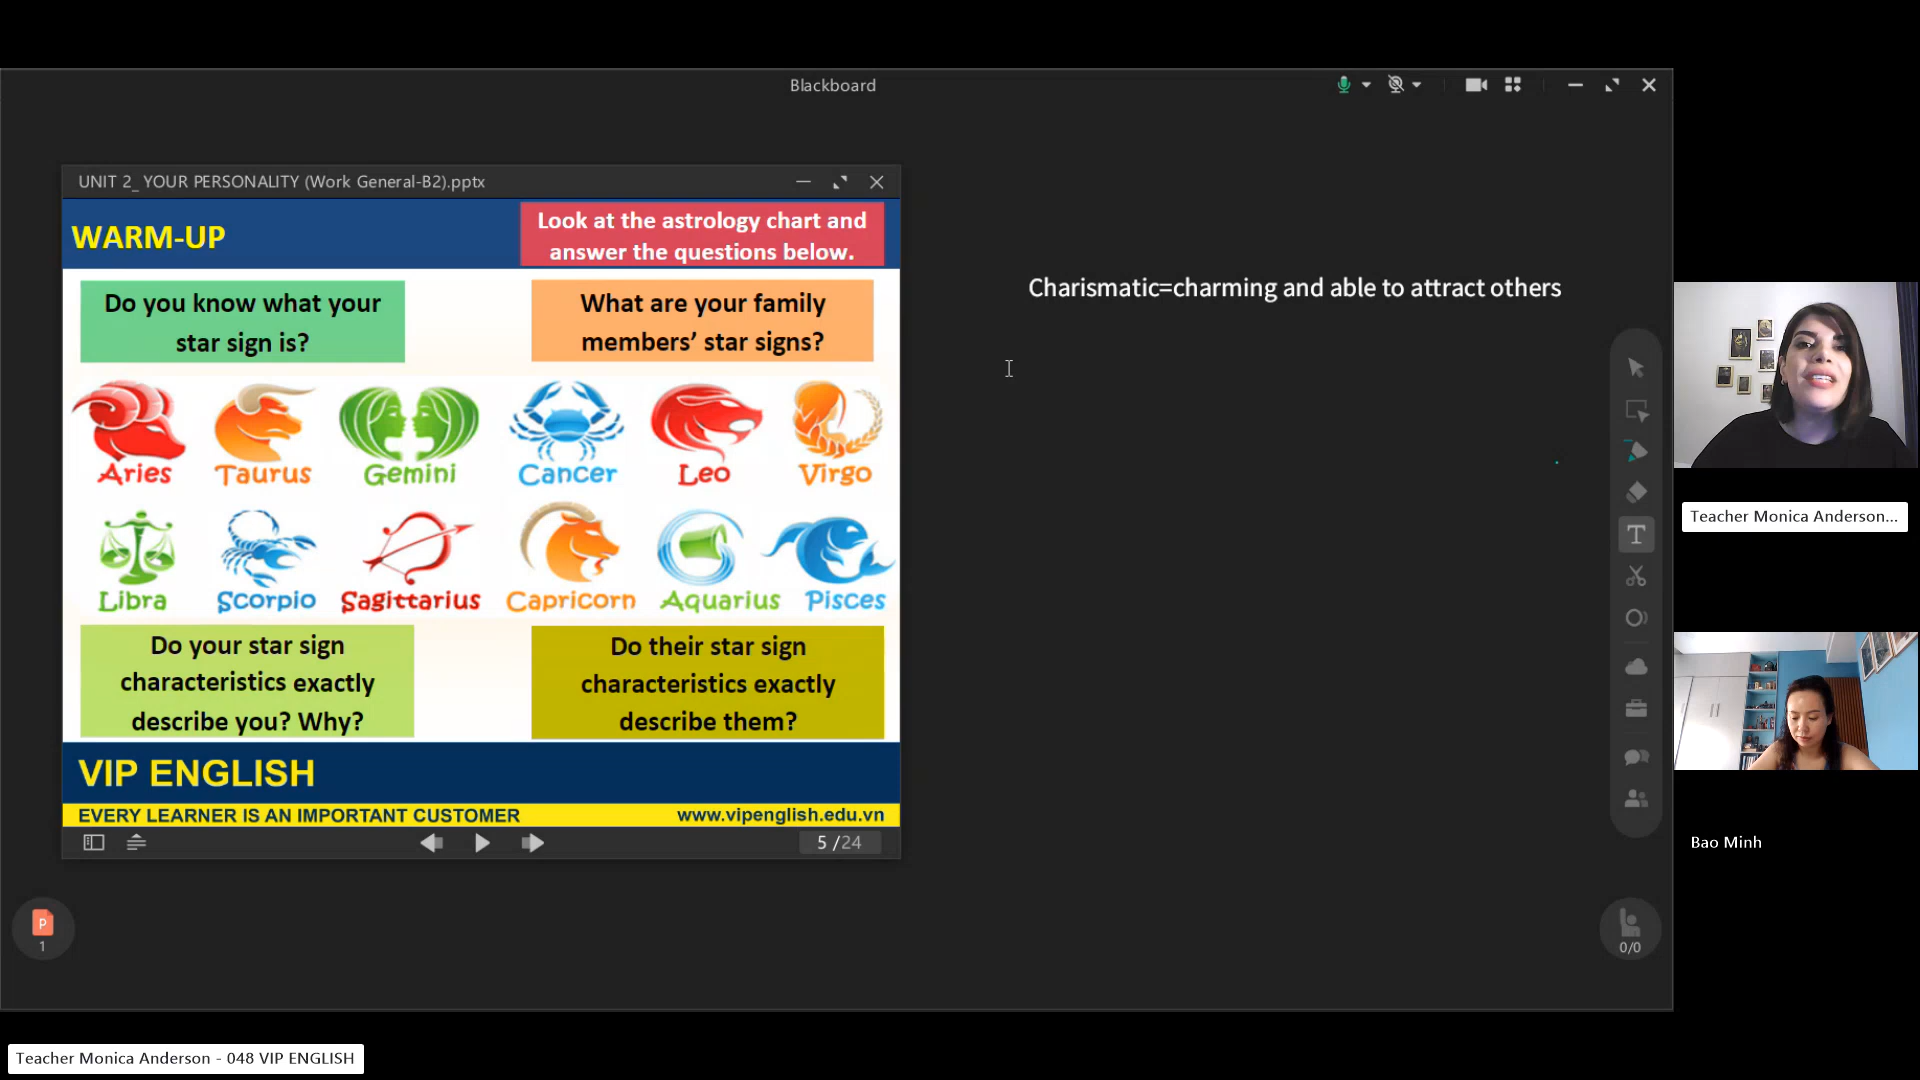 Blackboard
UNIT 2_ YOUR PERSONALITY (Work General-B2).pptx
WARM-UP
Look at the astrology chart and
answer the questions below.
Do you know what your
star sign is?
What are your family
members’ star signs?
Aries Taurus Gemini Cancer Leo Virgo
Libra Scorpio Sagittarius Capricorn Aquarius Pisces
Do your star sign
characteristics exactly
describe you? Why?
Do their star sign
characteristics exactly
describe them?
VIP ENGLISH
EVERY LEARNER IS AN IMPORTANT CUSTOMER
www.vipenglish.edu.vn
5 /24
Charismatic=charming and able to attract others
T
P
1
0/0
Teacher Monica Anderson...
Bao Minh
Teacher Monica Anderson - 048 VIP ENGLISH